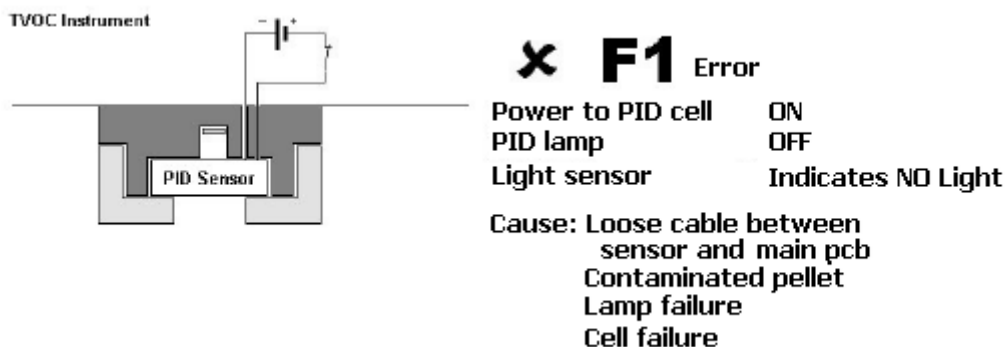 TVOC Instrument
- +
PID Sensor
✘ F1 Error
Power to PID cell ON
PID lamp OFF
Light sensor Indicates NO Light
Cause: Loose cable between
sensor and main pcb
Contaminated pellet
Lamp failure
Cell failure